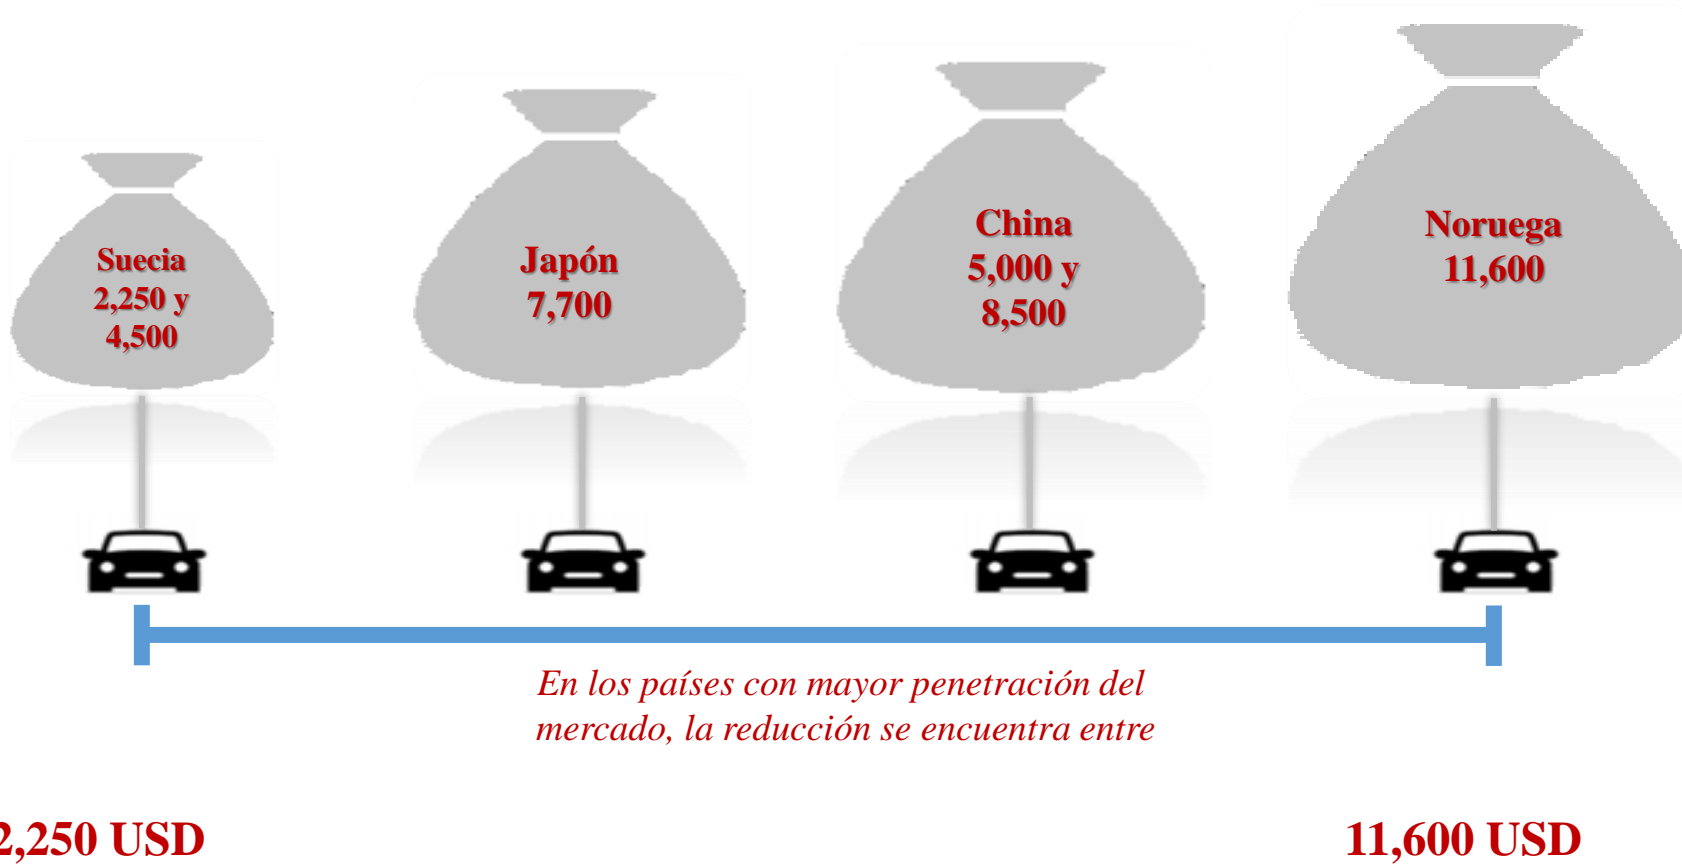 Suecia
2,250 y
4,500
Japón
7,700
China
5,000 y
8,500
Noruega
11,600
En los países con mayor penetración del
mercado, la reducción se encuentra entre
2,250 USD
11,600 USD